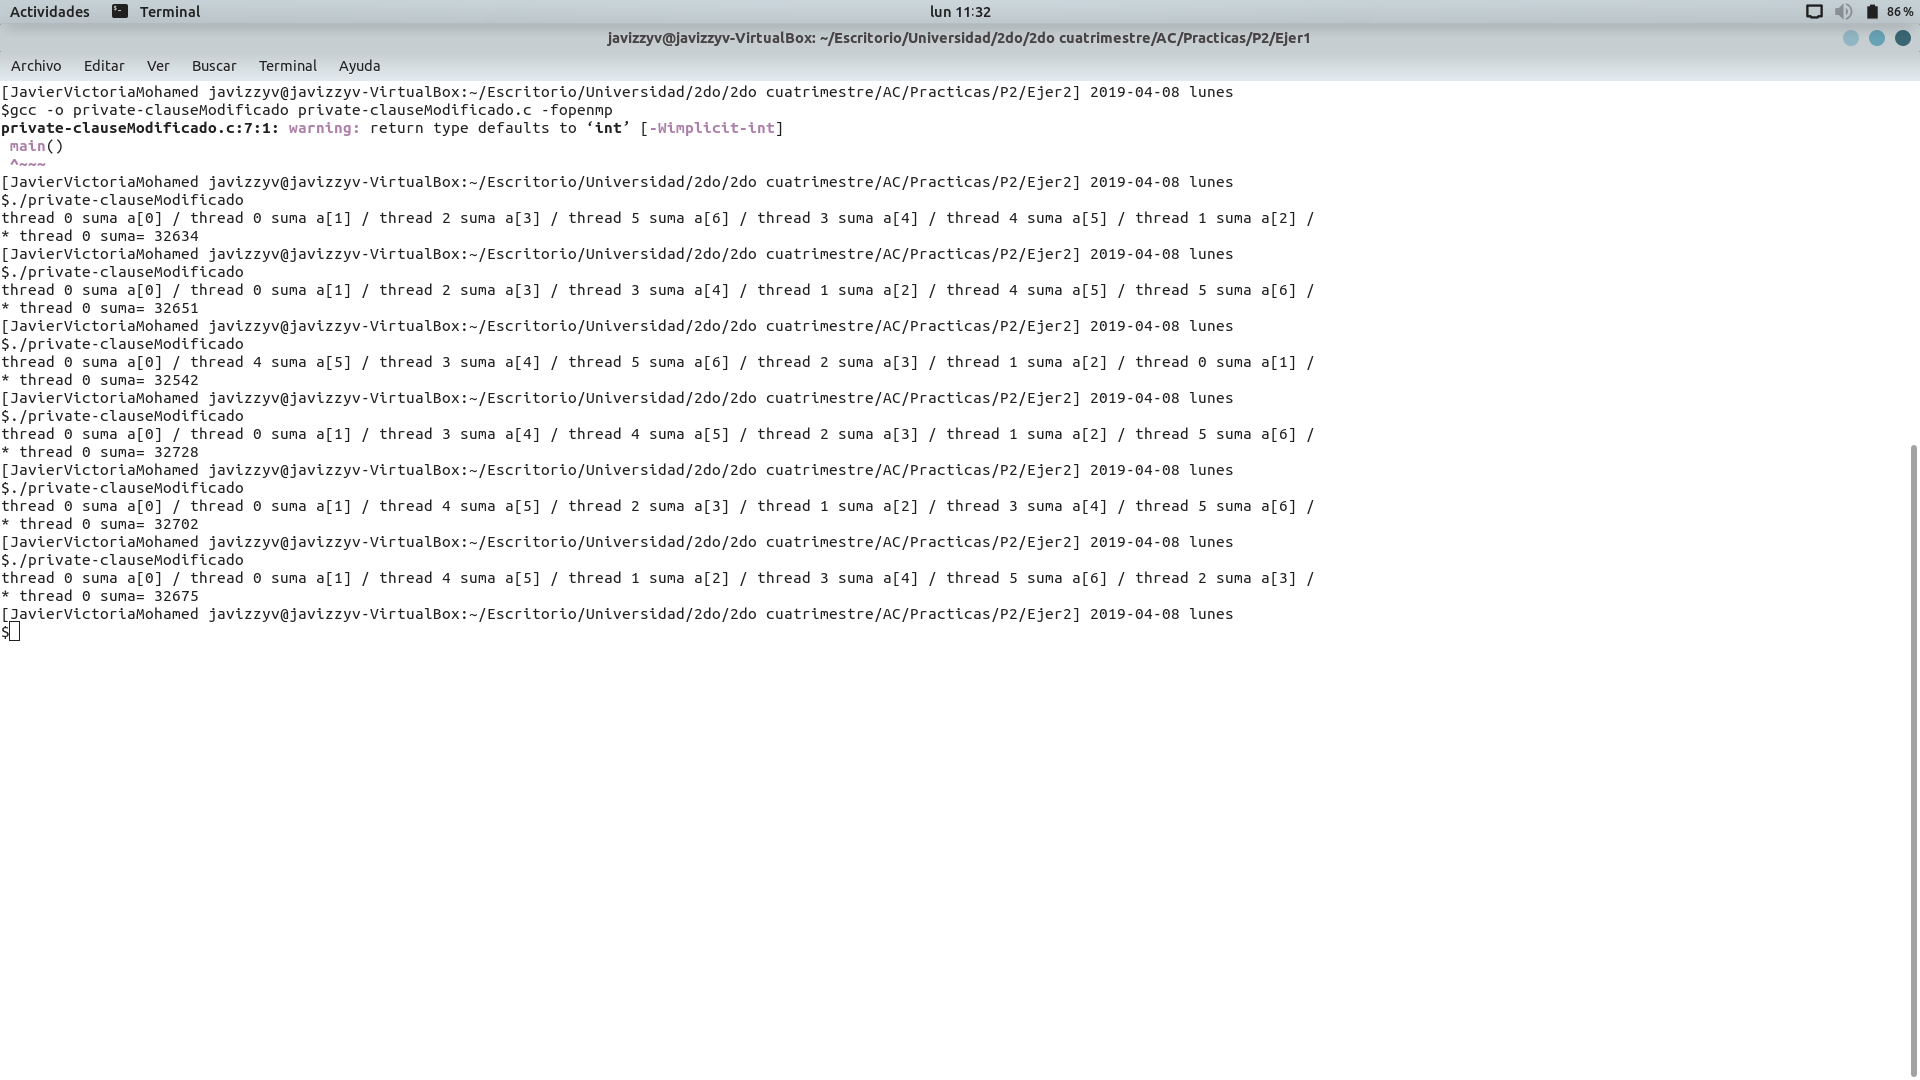 Actividades Terminal lun 11:32 86 %
javizzyv@javizzyv-VirtualBox: ~/Escritorio/Universidad/2do/2do cuatrimestre/AC/Practicas/P2/Ejer1
Archivo Editar Ver Buscar Terminal Ayuda
[JavierVictoriaMohamed javizzyv@javizzyv-VirtualBox:~/Escritorio/Universidad/2do/2do cuatrimestre/AC/Practicas/P2/Ejer2] 2019-04-08 lunes
$gcc -o private-clauseModificado private-clauseModificado.c -fopenmp
private-clauseModificado.c:7:1: warning: return type defaults to ‘int’ [-Wimplicit-int]
main()
^~~~
[JavierVictoriaMohamed javizzyv@javizzyv-VirtualBox:~/Escritorio/Universidad/2do/2do cuatrimestre/AC/Practicas/P2/Ejer2] 2019-04-08 lunes
$./private-clauseModificado
thread 0 suma a[0] / thread 0 suma a[1] / thread 2 suma a[3] / thread 5 suma a[6] / thread 3 suma a[4] / thread 4 suma a[5] / thread 1 suma a[2] /
* thread 0 suma= 32634
[JavierVictoriaMohamed javizzyv@javizzyv-VirtualBox:~/Escritorio/Universidad/2do/2do cuatrimestre/AC/Practicas/P2/Ejer2] 2019-04-08 lunes
$./private-clauseModificado
thread 0 suma a[0] / thread 0 suma a[1] / thread 2 suma a[3] / thread 3 suma a[4] / thread 1 suma a[2] / thread 4 suma a[5] / thread 5 suma a[6] /
* thread 0 suma= 32651
[JavierVictoriaMohamed javizzyv@javizzyv-VirtualBox:~/Escritorio/Universidad/2do/2do cuatrimestre/AC/Practicas/P2/Ejer2] 2019-04-08 lunes
$./private-clauseModificado
thread 0 suma a[0] / thread 4 suma a[5] / thread 3 suma a[4] / thread 5 suma a[6] / thread 2 suma a[3] / thread 1 suma a[2] / thread 0 suma a[1] /
* thread 0 suma= 32542
[JavierVictoriaMohamed javizzyv@javizzyv-VirtualBox:~/Escritorio/Universidad/2do/2do cuatrimestre/AC/Practicas/P2/Ejer2] 2019-04-08 lunes
$./private-clauseModificado
thread 0 suma a[0] / thread 0 suma a[1] / thread 3 suma a[4] / thread 4 suma a[5] / thread 2 suma a[3] / thread 1 suma a[2] / thread 5 suma a[6] /
* thread 0 suma= 32728
[JavierVictoriaMohamed javizzyv@javizzyv-VirtualBox:~/Escritorio/Universidad/2do/2do cuatrimestre/AC/Practicas/P2/Ejer2] 2019-04-08 lunes
$./private-clauseModificado
thread 0 suma a[0] / thread 0 suma a[1] / thread 4 suma a[5] / thread 2 suma a[3] / thread 1 suma a[2] / thread 3 suma a[4] / thread 5 suma a[6] /
* thread 0 suma= 32702
[JavierVictoriaMohamed javizzyv@javizzyv-VirtualBox:~/Escritorio/Universidad/2do/2do cuatrimestre/AC/Practicas/P2/Ejer2] 2019-04-08 lunes
$./private-clauseModificado
thread 0 suma a[0] / thread 0 suma a[1] / thread 4 suma a[5] / thread 1 suma a[2] / thread 3 suma a[4] / thread 5 suma a[6] / thread 2 suma a[3] /
* thread 0 suma= 32675
[JavierVictoriaMohamed javizzyv@javizzyv-VirtualBox:~/Escritorio/Universidad/2do/2do cuatrimestre/AC/Practicas/P2/Ejer2] 2019-04-08 lunes
$